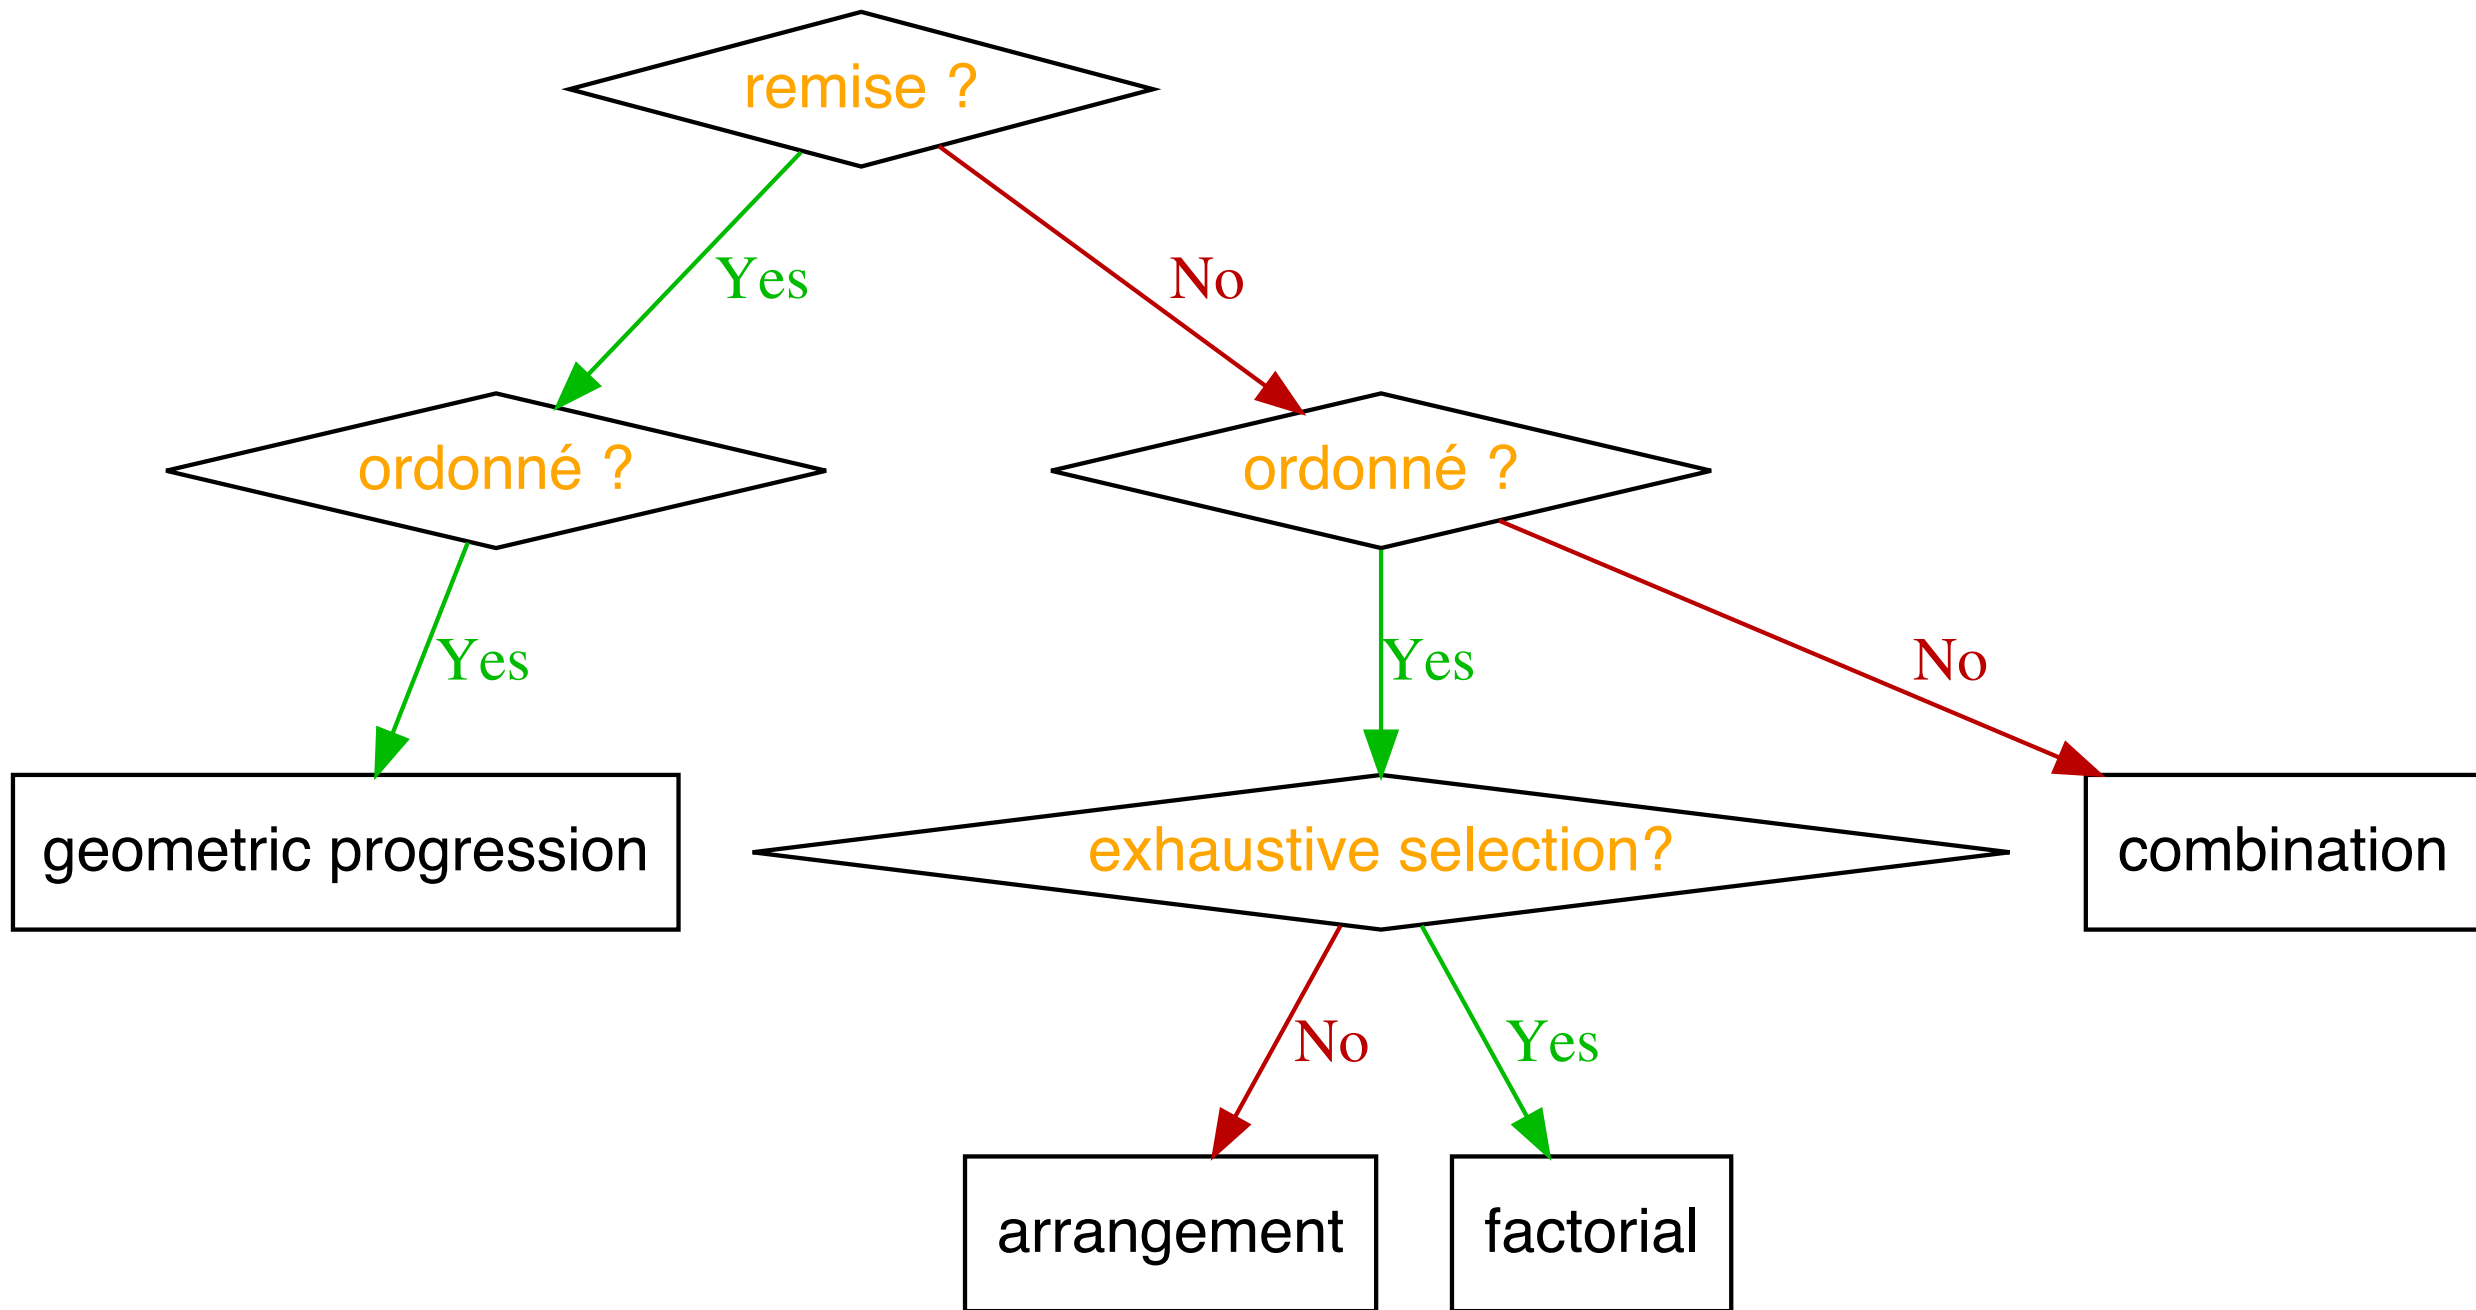 remise ?
Yes
No
ordonné ?
ordonné ?
Yes
Yes
No
geometric progression
exhaustive selection?
combination
No
Yes
arrangement
factorial